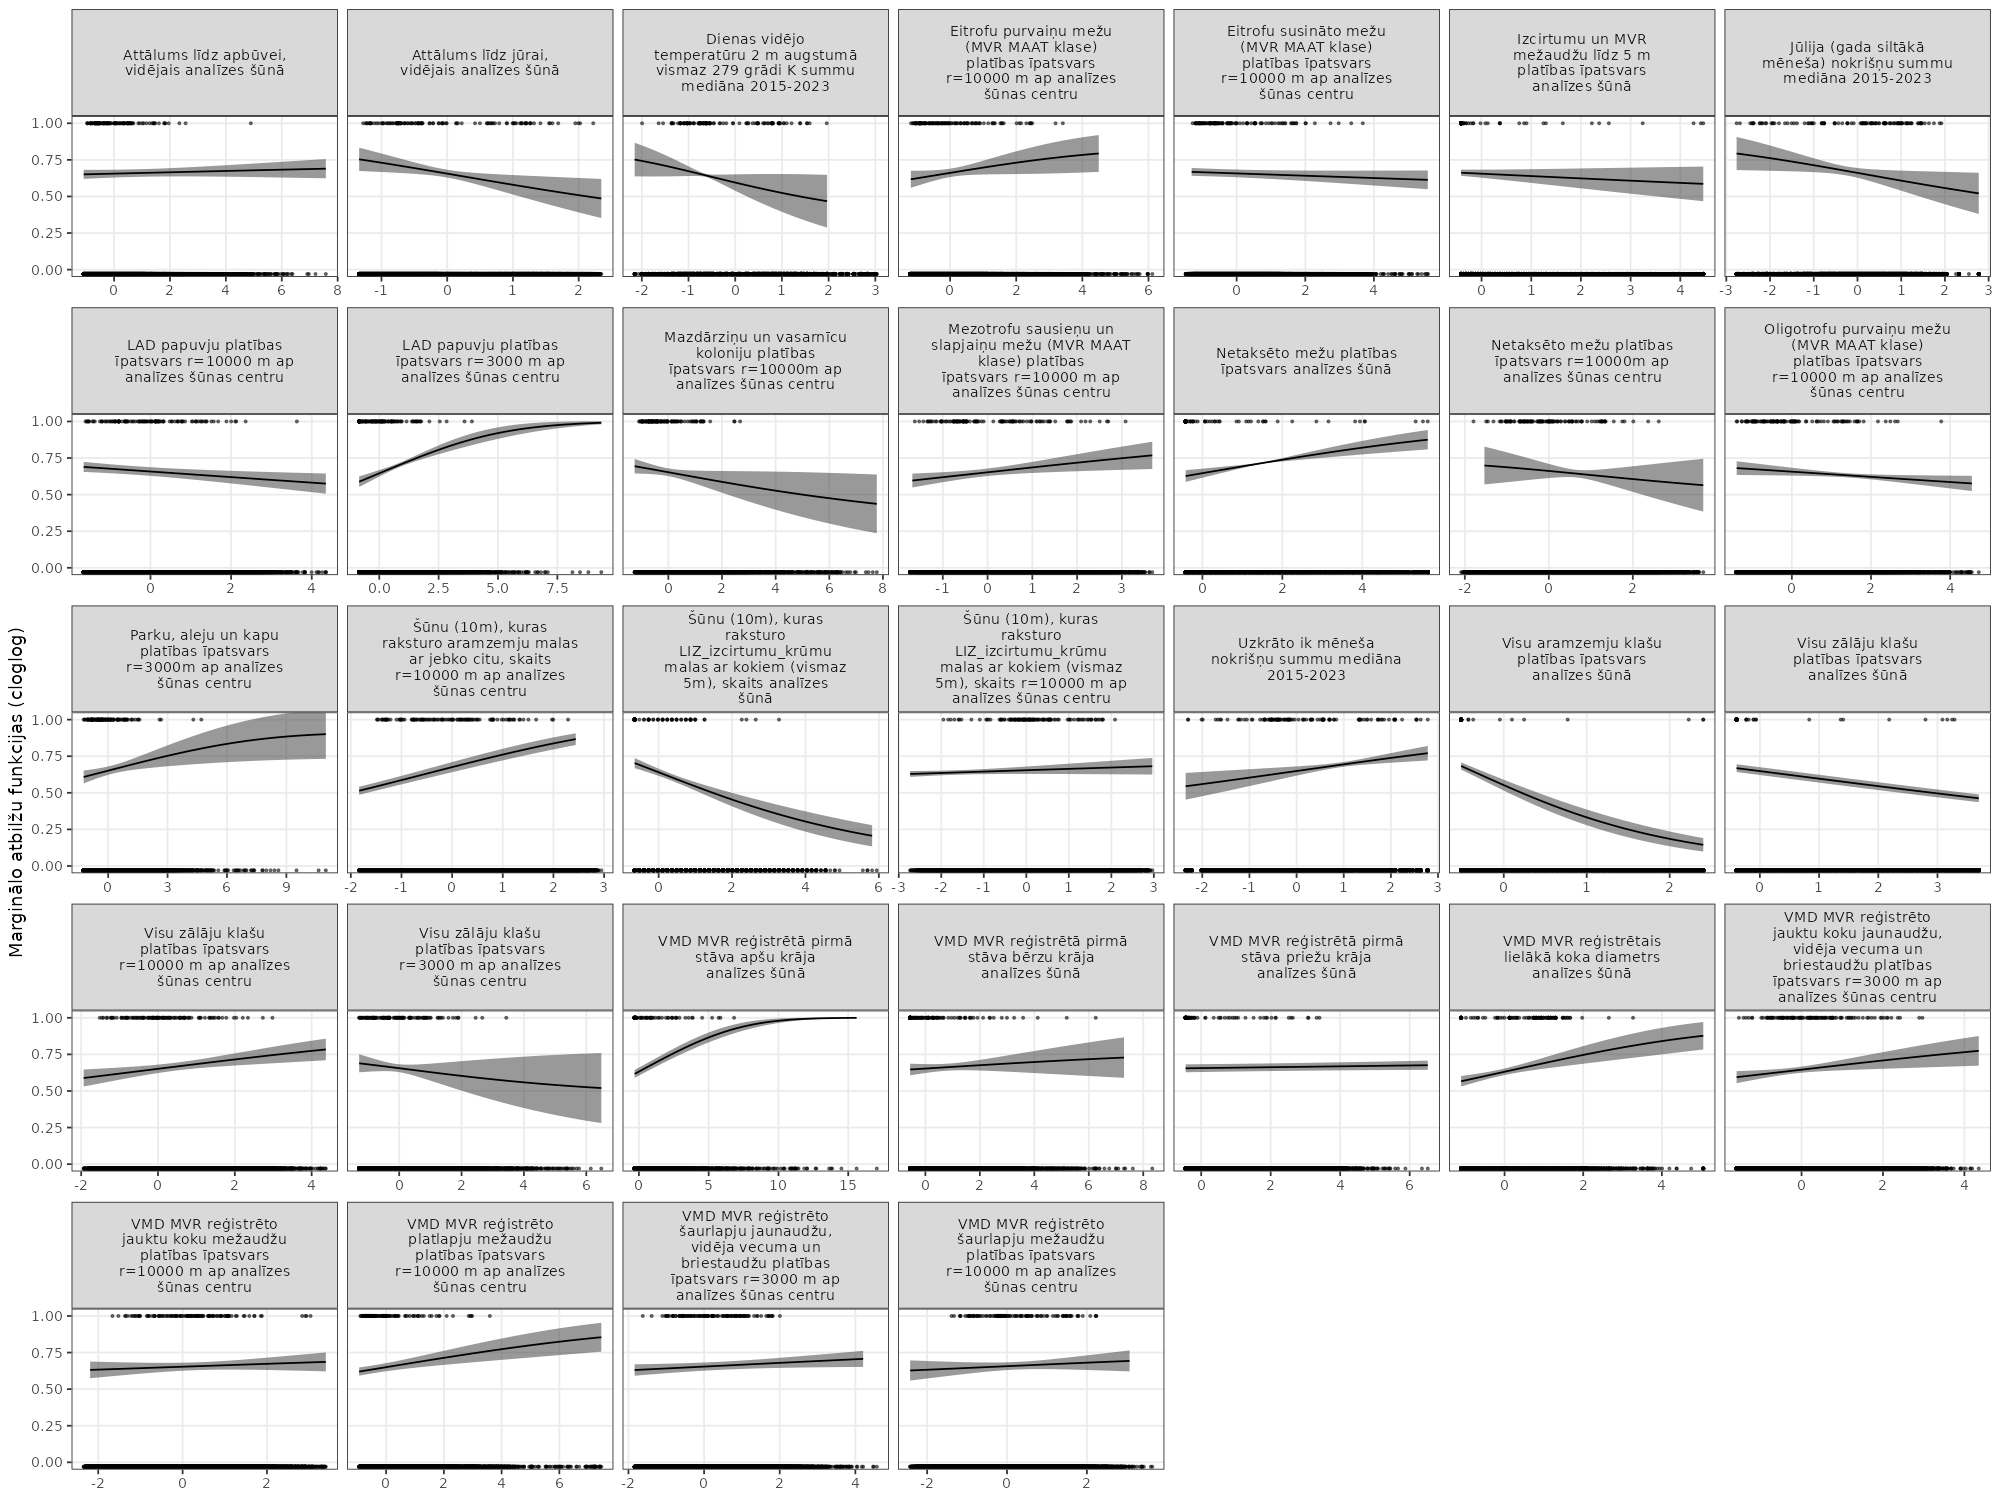 Attālums līdz apbūvei,
vidējais analīzes šūnā
Attālums līdz jūrai,
vidējais analīzes šūnā
Dienas vidējo
temperatūru 2 m augstumā
vismaz 279 grādi K summu
mediāna 2015-2023
Eitrofu purvaiņu mežu
(MVR MAAT klase)
platības īpatsvars
r=10000 m ap analīzes
šūnas centru
Eitrofu susināto mežu
(MVR MAAT klase)
platības īpatsvars
r=10000 m ap analīzes
šūnas centru
Izcirtumu un MVR
mežaudžu līdz 5 m
platības īpatsvars
analīzes šūnā
Jūlija (gada siltākā
mēneša) nokrišņu summu
mediāna 2015-2023
1.00
0.75
0.50
0.25
0.00
0 2 4 6 8
-1 0 1 2
-2 -1 0 1 2 3
0 2 4 6
0 2 4
0 1 2 3 4
-3 -2 -1 0 1 2 3
LAD papuvju platības
īpatsvars r=10000 m ap
analīzes šūnas centru
LAD papuvju platības
īpatsvars r=3000 m ap
analīzes šūnas centru
Mazdārziņu un vasarnīcu
koloniju platības
īpatsvars r=10000m ap
analīzes šūnas centru
Mezotrofu sausieņu un
slapjaiņu mežu (MVR MAAT
klase) platības
īpatsvars r=10000 m ap
analīzes šūnas centru
Netaksēto mežu platības
īpatsvars analīzes šūnā
Netaksēto mežu platības
īpatsvars r=10000m ap
analīzes šūnas centru
Oligotrofu purvaiņu mežu
(MVR MAAT klase)
platības īpatsvars
r=10000 m ap analīzes
šūnas centru
1.00
0.75
0.50
0.25
0.00
0 2 4
0.0 2.5 5.0 7.5
0 2 4 6 8
-1 0 1 2 3
0 2 4
-2 0 2
0 2 4
Marginālo atbilžu funkcijas (cloglog)
Parku, aleju un kapu
platības īpatsvars
r=3000m ap analīzes
šūnas centru
Šūnu (10m), kuras
raksturo aramzemju malas
ar jebko citu, skaits
r=10000 m ap analīzes
šūnas centru
Šūnu (10m), kuras
raksturo
LIZ_izcirtumu_krūmu
malas ar kokiem (vismaz
5m), skaits analīzes
šūnā
Šūnu (10m), kuras
raksturo
LIZ_izcirtumu_krūmu
malas ar kokiem (vismaz
5m), skaits r=10000 m ap
analīzes šūnas centru
Uzkrāto ik mēneša
nokrišņu summu mediāna
2015-2023
Visu aramzemju klašu
platības īpatsvars
analīzes šūnā
Visu zālāju klašu
platības īpatsvars
analīzes šūnā
1.00
0.75
0.50
0.25
0.00
0 3 6 9
-2 -1 0 1 2 3
0 2 4 6
-3 -2 -1 0 1 2 3
-2 -1 0 1 2 3
0 1 2
0 1 2 3
Visu zālāju klašu
platības īpatsvars
r=10000 m ap analīzes
šūnas centru
Visu zālāju klašu
platības īpatsvars
r=3000 m ap analīzes
šūnas centru
VMD MVR reģistrētā pirmā
stāva apšu krāja
analīzes šūnā
VMD MVR reģistrētā pirmā
stāva bērzu krāja
analīzes šūnā
VMD MVR reģistrētā pirmā
stāva priežu krāja
analīzes šūnā
VMD MVR reģistrētais
lielākā koka diametrs
analīzes šūnā
VMD MVR reģistrēto
jauktu koku jaunaudžu,
vidēja vecuma un
briestaudžu platības
īpatsvars r=3000 m ap
analīzes šūnas centru
1.00
0.75
0.50
0.25
0.00
-2 0 2 4
0 2 4 6
0 5 10 15
0 2 4 6 8
0 2 4 6
0 2 4
0 2 4
VMD MVR reģistrēto
jauktu koku mežaudžu
platības īpatsvars
r=10000 m ap analīzes
šūnas centru
VMD MVR reģistrēto
platlapju mežaudžu
platības īpatsvars
r=10000 m ap analīzes
šūnas centru
VMD MVR reģistrēto
šaurlapju jaunaudžu,
vidēja vecuma un
briestaudžu platības
īpatsvars r=3000 m ap
analīzes šūnas centru
VMD MVR reģistrēto
šaurlapju mežaudžu
platības īpatsvars
r=10000 m ap analīzes
šūnas centru
1.00
0.75
0.50
0.25
0.00
-2 0 2
0 2 4 6
-2 0 2 4
-2 0 2